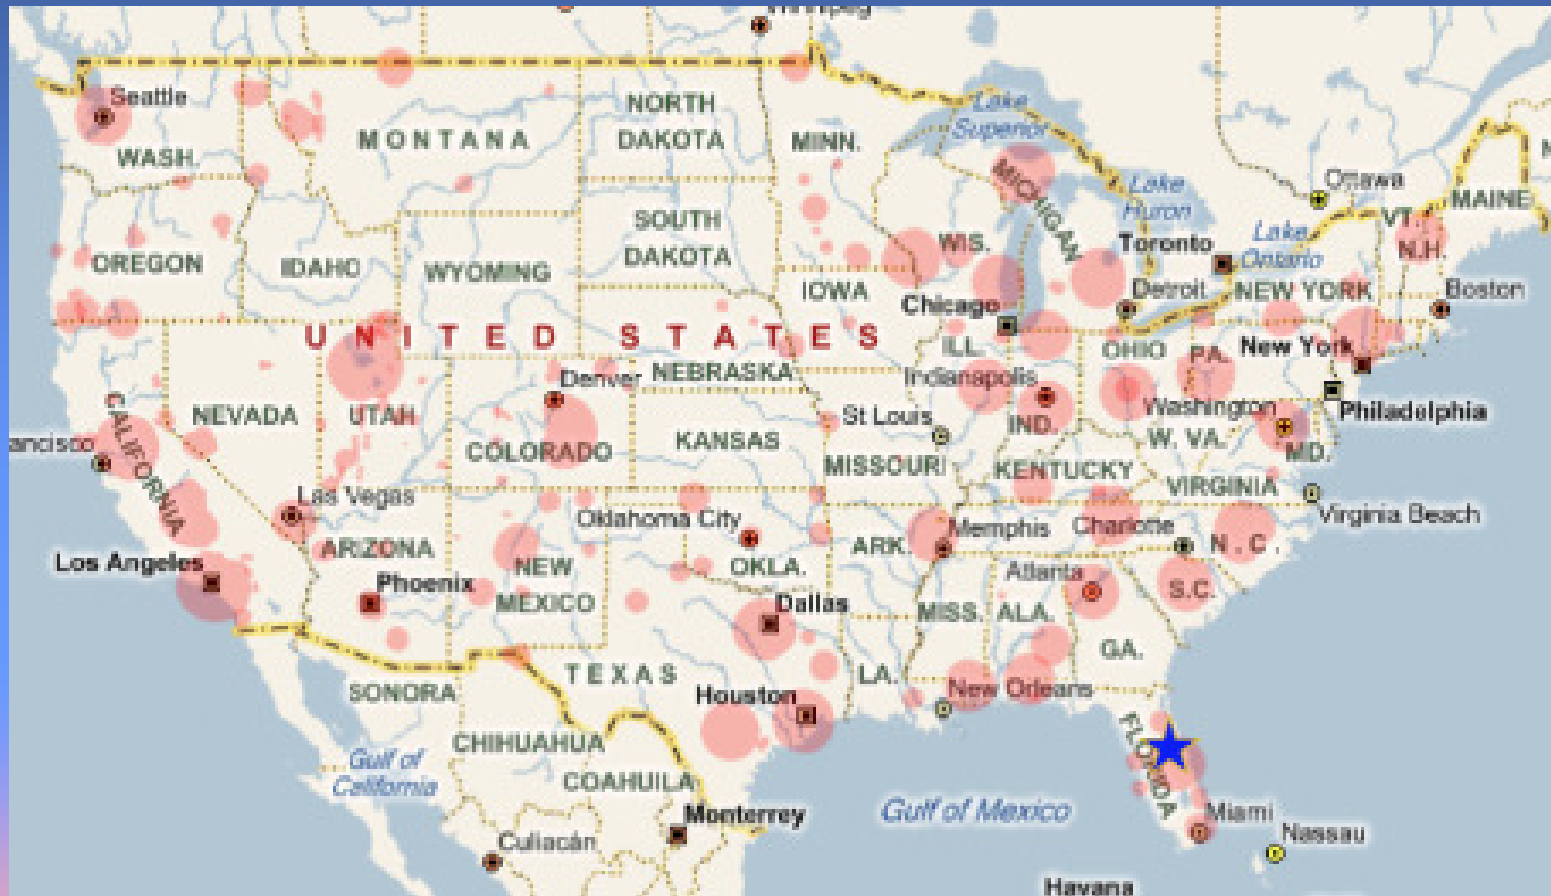 Winnipeg
Seattle
WASH.
MONTANA
NORTH
DAKOTA
MINN.
Lake
Superior
MICHIGAN
Lake
Huron
Ottawa
MAINE
VT.
N.H.
OREGON
IDAHO
WYOMING
SOUTH
DAKOTA
WIS.
Toronto
Lake
Ontario
IOWA
Chicago
Detroit
NEW YORK
Boston
UNITED STATES
ILL.
OHIO
PA.
New York
Denver
NEBRASKA
Indianapolis
CALIFORNIA
NEVADA
UTAH
St Louis
Washington
Philadelphia
ancisco
COLORADO
KANSAS
IND.
W. VA.
MD.
MISSOURI
KENTUCKY
VIRGINIA
Las Vegas
Virginia Beach
Oklahoma City
Memphis
Charlotte
Los Angeles
ARIZONA
ARK.
N.C.
Phoenix
NEW
MEXICO
OKLA.
Atlanta
S.C.
Dallas
MISS.
ALA.
GA.
TEXAS
LA.
SONORA
Houston
New Orleans
FLORIDA
CHIHUAHUA
Gulf of
California
COAHUILA
Gulf of Mexico
Monterrey
Miami
Culiacán
Nassau
Havana